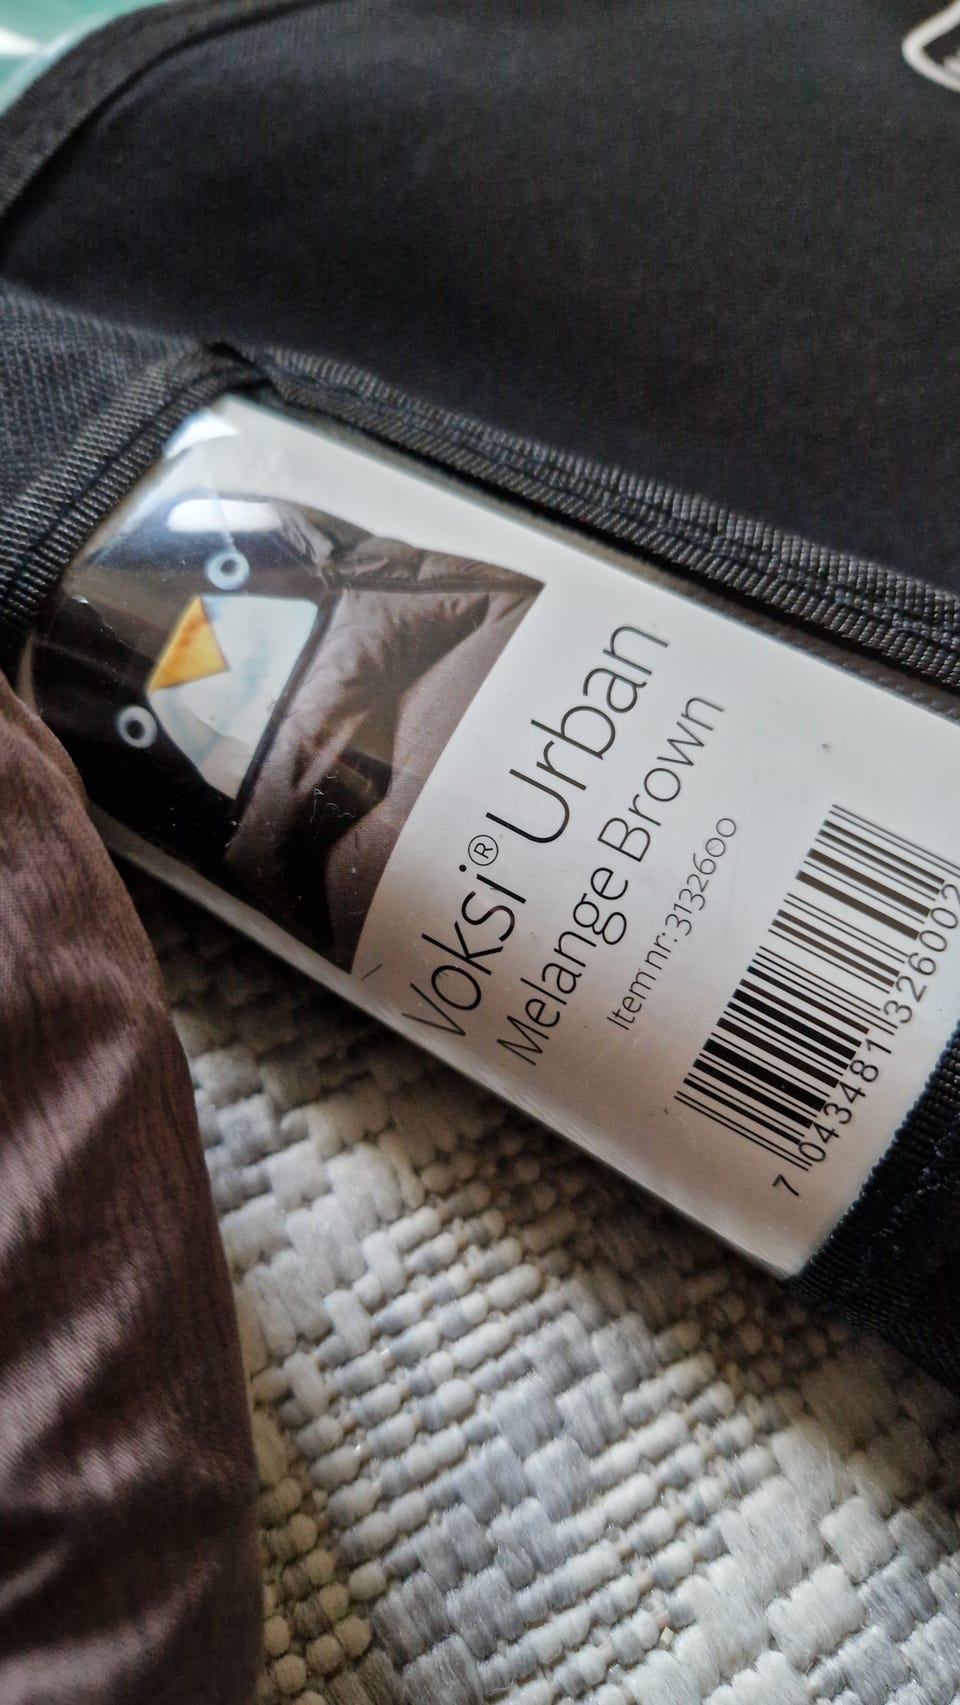 Voksi® Urban
Melange Brown
Item nr: 3132600
7 043481 326002